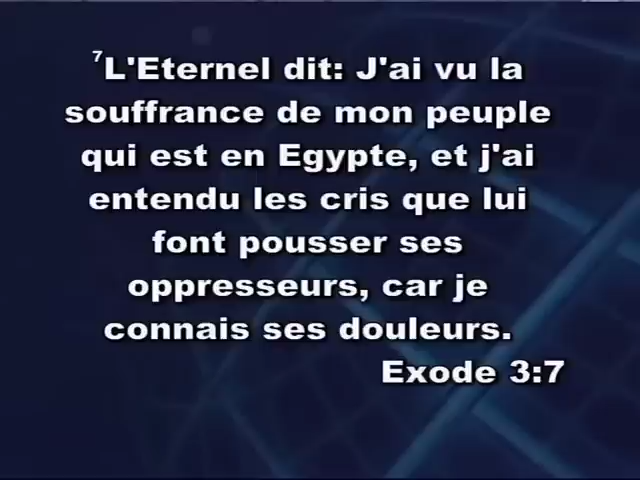 7L'Eternel dit: J'ai vu la
souffrance de mon peuple
qui est en Egypte, et j'ai
entendu les cris que lui
font pousser ses
oppresseurs, car je
connais ses douleurs.
Exode 3:7